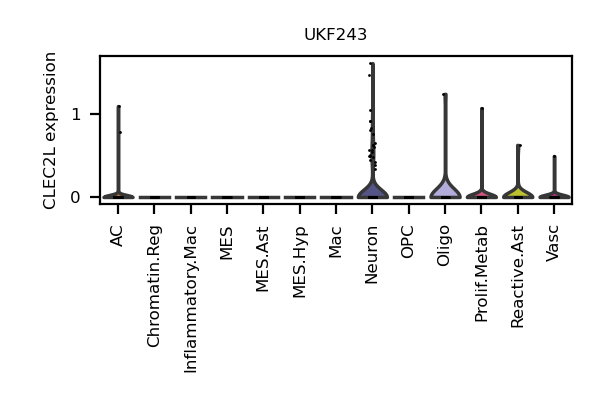 UKF243
CLEC2L expression
1
0
AC
Chromatin.Reg
Inflammatory.Mac
MES
MES.Ast
MES.Hyp
Mac
Neuron
OPC
Oligo
Prolif.Metab
Reactive.Ast
Vasc